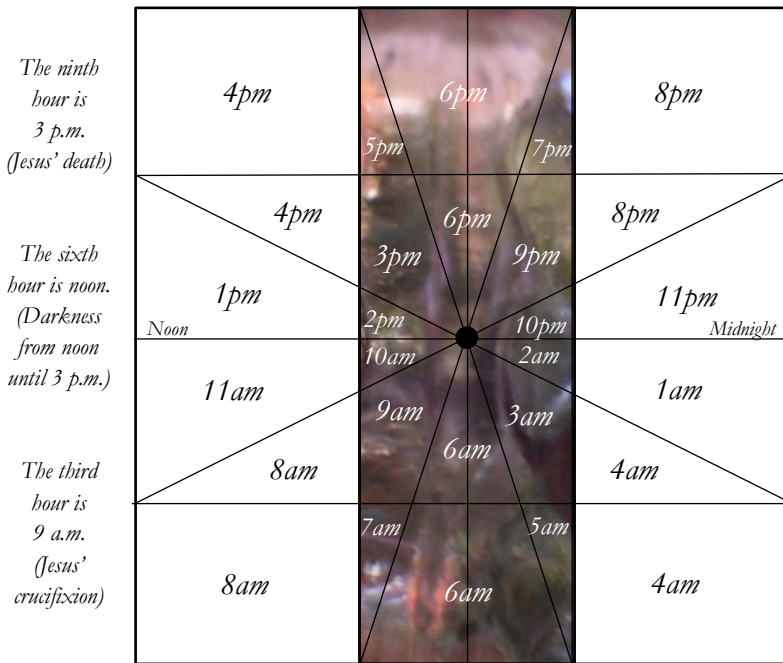 The ninth
hour is
3 p.m.
(Jesus' death)
The sixth
hour is noon.
(Darkness
from noon
until 3 p.m.)
The third
hour is
9 a.m.
(Jesus'
crucifixion)
4pm 6pm 8pm
5pm 7pm
4pm 6pm 8pm
3pm 9pm
1pm 11pm
2pm 10pm
Noon Midnight
10am 2am
11am 1am
9am 3am
6am
8am 4am
7am 5am
8am 6am 4am